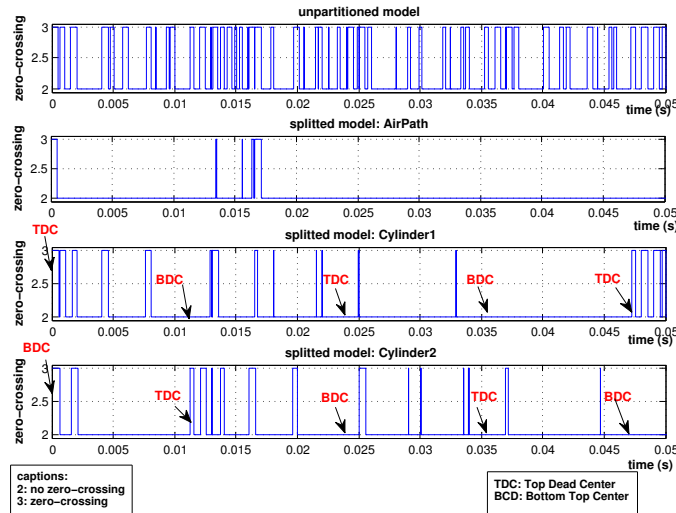 unpartitioned model
zero-crossing
3
2.5
2
0 0.005 0.01 0.015 0.02 0.025 0.03 0.035 0.04 0.045 0.05
time (s)
splitted model: AirPath
zero-crossing
3
2.5
2
0 0.005 0.01 0.015 0.02 0.025 0.03 0.035 0.04 0.045 0.05
time (s)
TDC
splitted model: Cylinder1
zero-crossing
3
2.5
2
BDC TDC BDC TDC
0 0.005 0.01 0.015 0.02 0.025 0.03 0.035 0.04 0.045 0.05
time (s)
BDC
splitted model: Cylinder2
zero-crossing
3
2.5
2
TDC BDC TDC BDC
0 0.005 0.01 0.015 0.02 0.025 0.03 0.035 0.04 0.045 0.05
time (s)
captions:
2: no zero-crossing
3: zero-crossing
TDC: Top Dead Center
BCD: Bottom Top Center